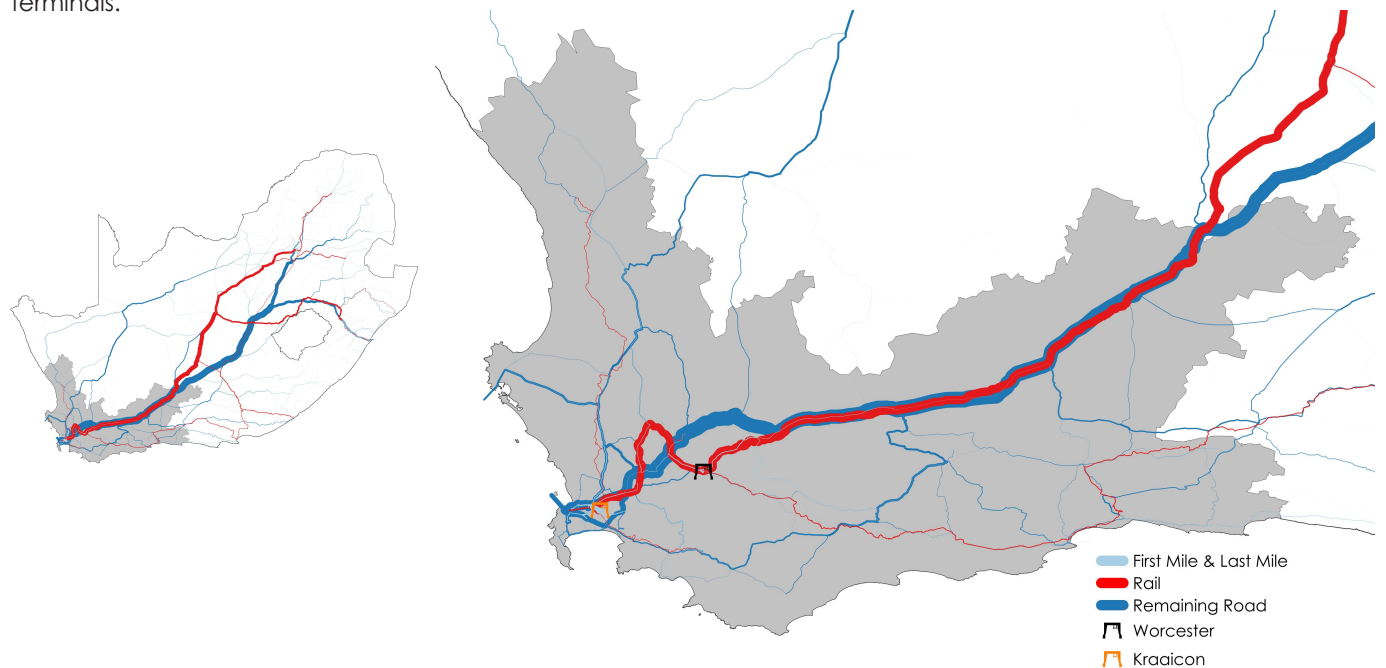 terminals.
First Mile & Last Mile
Rail
Remaining Road
Worcester
Kraaicon